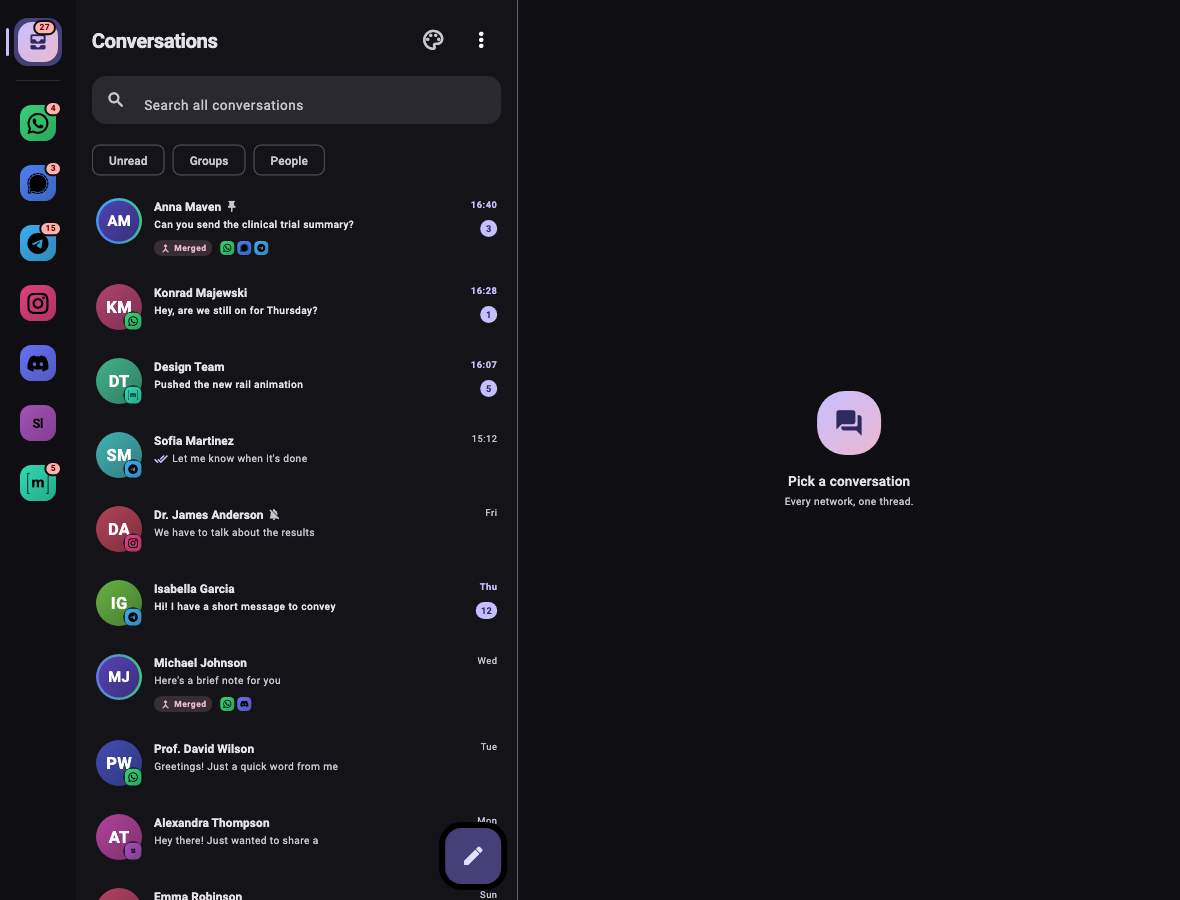 27
Conversations
Search all conversations
4
Unread Groups People
3
Anna Maven 16:40
AM
Can you send the clinical trial summary? 3
15
Merged
Konrad Majewski 16:28
KM
Hey, are we still on for Thursday? 1
Design Team 16:07
DT
Pushed the new rail animation 5
m
Sl
Sofia Martinez 15:12
SM
Let me know when it's done
5
[m]
Dr. James Anderson Fri
DA
We have to talk about the results
Pick a conversation
Every network, one thread.
Isabella Garcia Thu
IG
Hi! I have a short message to convey 12
Michael Johnson Wed
MJ
Here's a brief note for you
Merged
Prof. David Wilson Tue
PW
Greetings! Just a quick word from me
Alexandra Thompson Mon
AT
Hey there! Just wanted to share a
Sl
Emma Robinson Sun